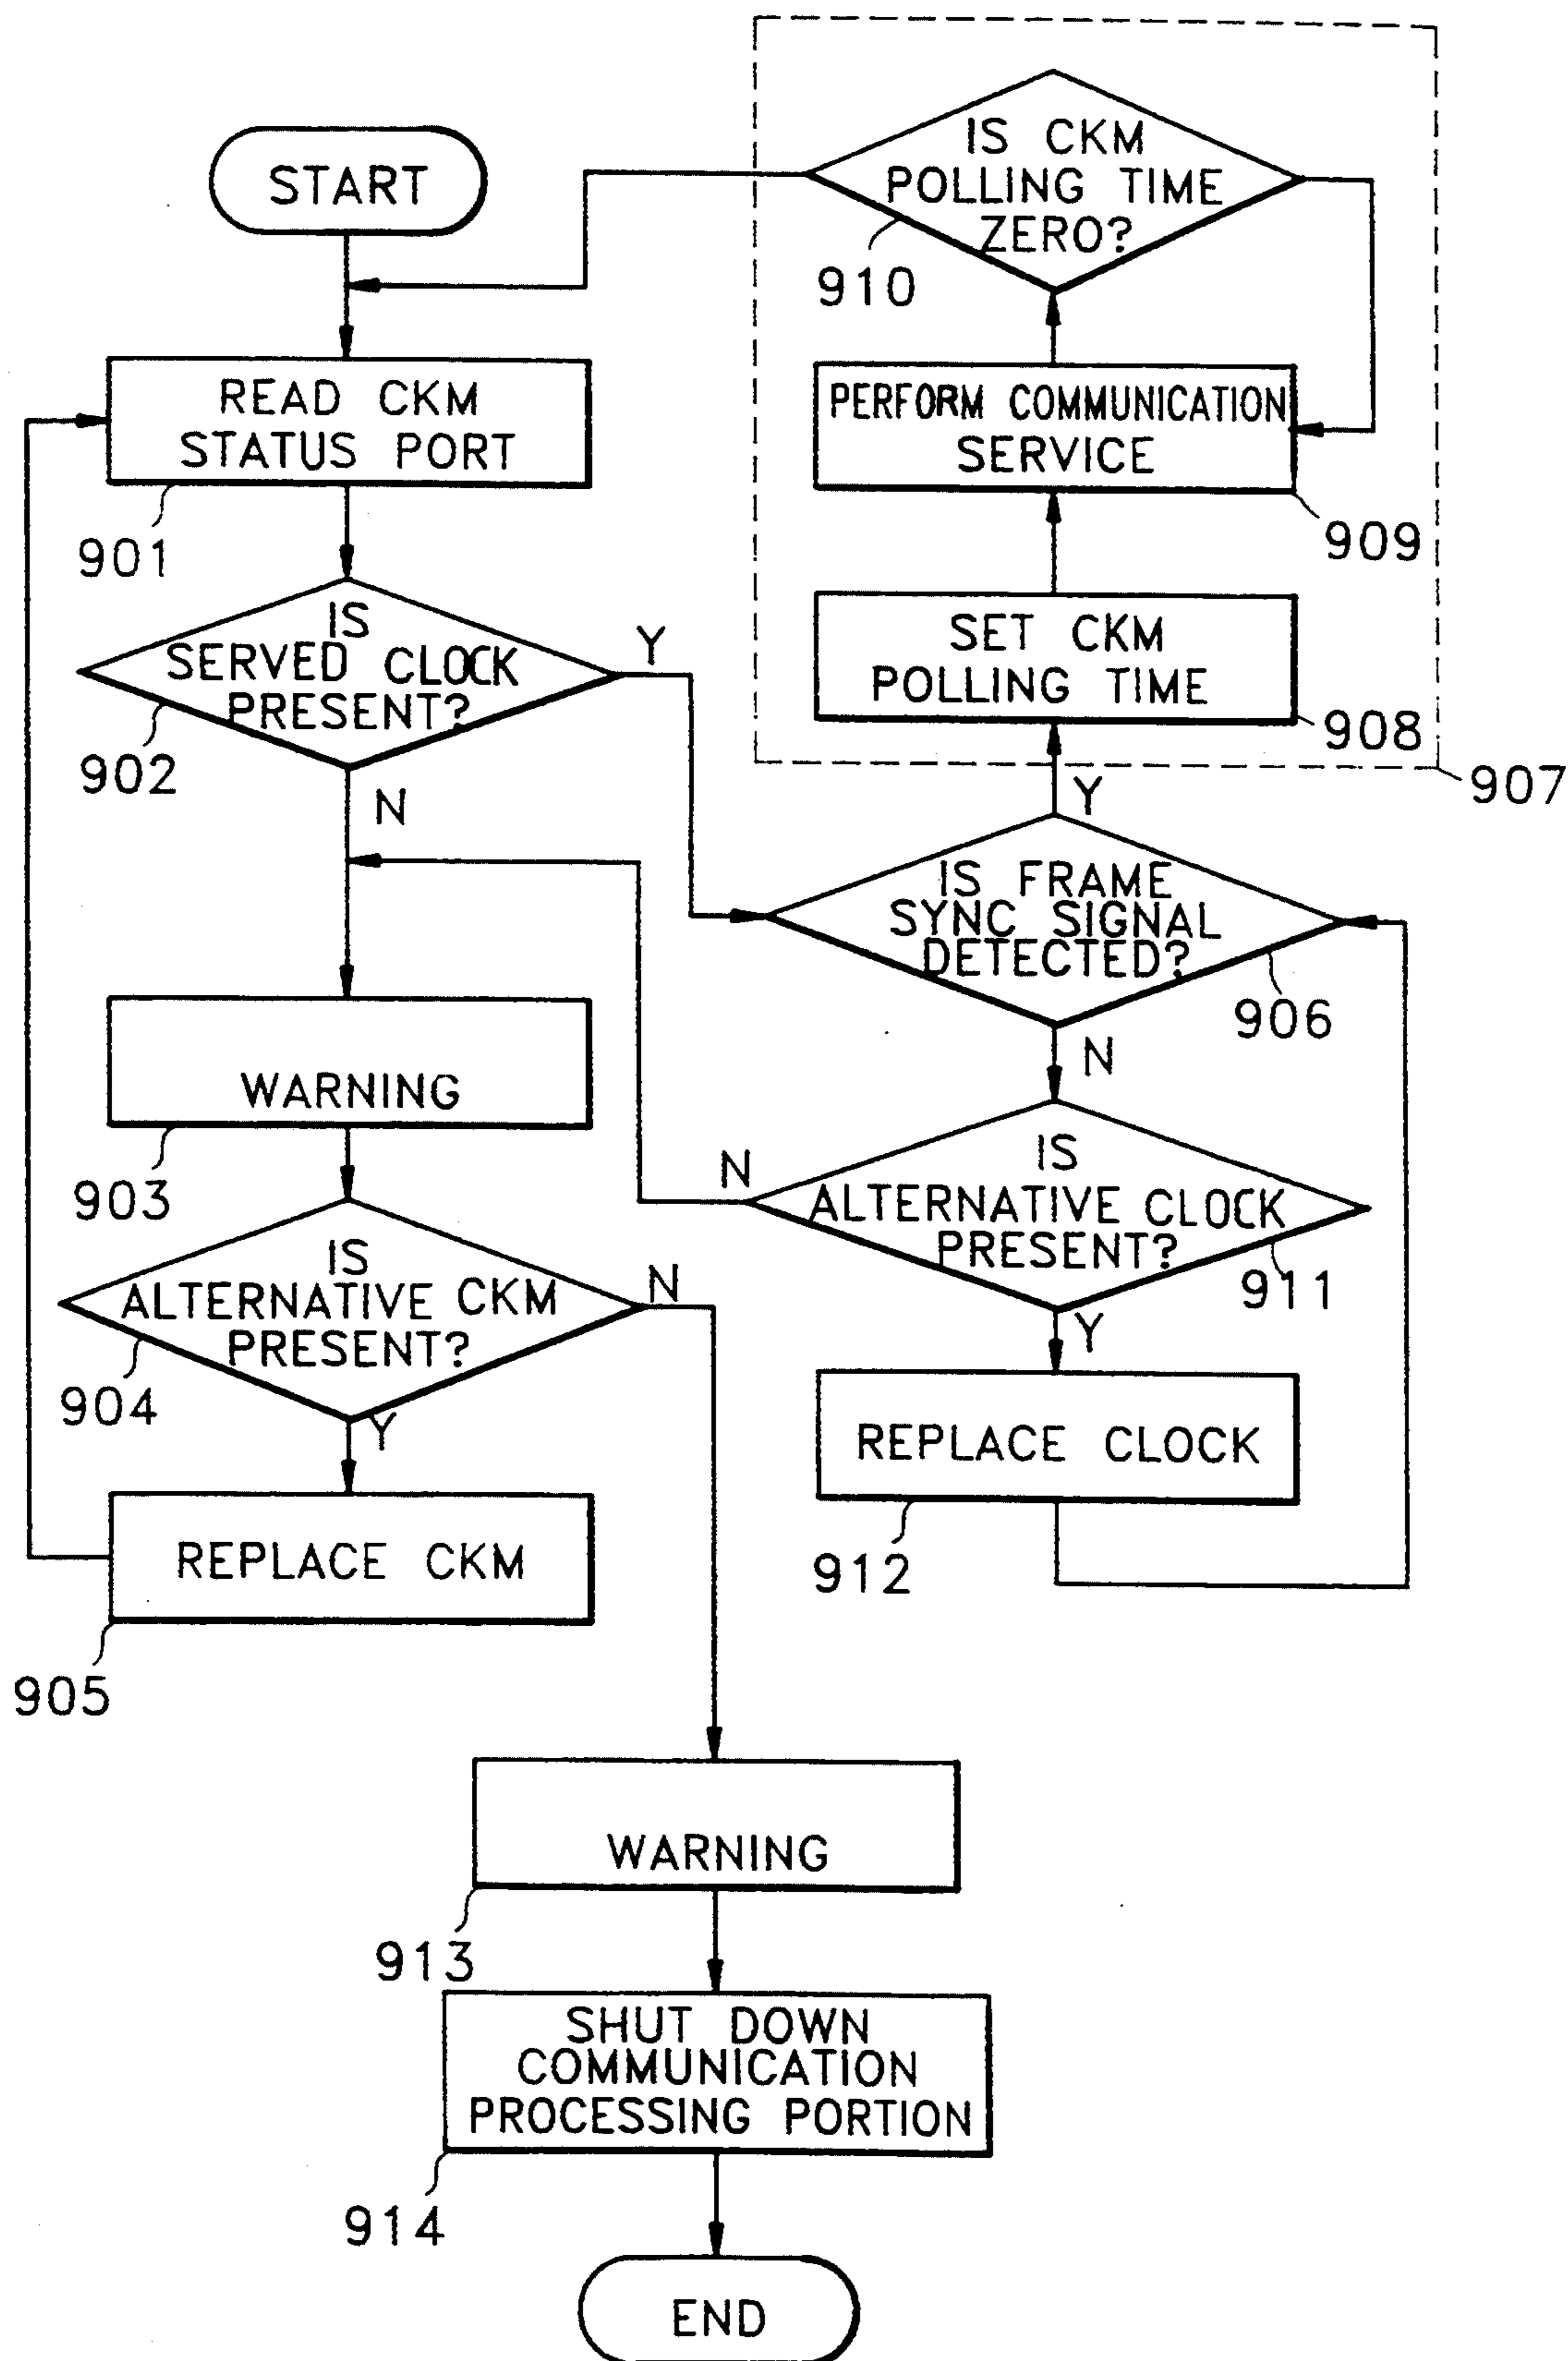 START
IS CKM
POLLING TIME
ZERO?
910
READ CKM
STATUS PORT
901
PERFORM COMMUNICATION
SERVICE
909
IS
SERVED CLOCK
PRESENT?
902
Y
N
SET CKM
POLLING TIME
908
907
Y
IS FRAME
SYNC SIGNAL
DETECTED?
906
N
WARNING
903
IS
ALTERNATIVE CLOCK
PRESENT?
911
N
Y
IS
ALTERNATIVE CKM
PRESENT?
904
N
Y
REPLACE CLOCK
912
REPLACE CKM
905
WARNING
913
SHUT DOWN
COMMUNICATION
PROCESSING PORTION
914
END